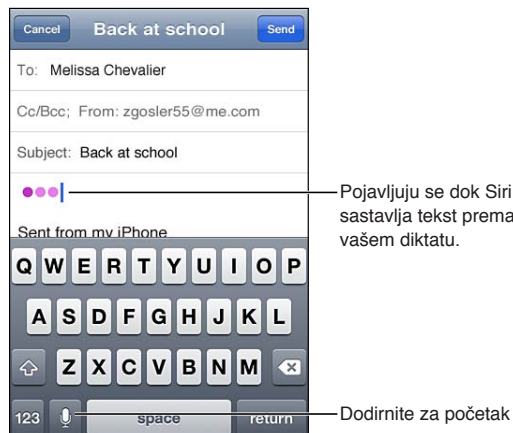 Cancel Back at school Send
To: Melissa Chevalier
Cc/Bcc; From: zgosler55@me.com
Subject: Back at school
Pojavljuju se dok Siri
sastavlja tekst prema
vašem diktatu.
Sent from my iPhone
Q W E R T Y U I O P
A S D F G H J K L
Z X C V B N M
123 space return
Dodirnite za početak